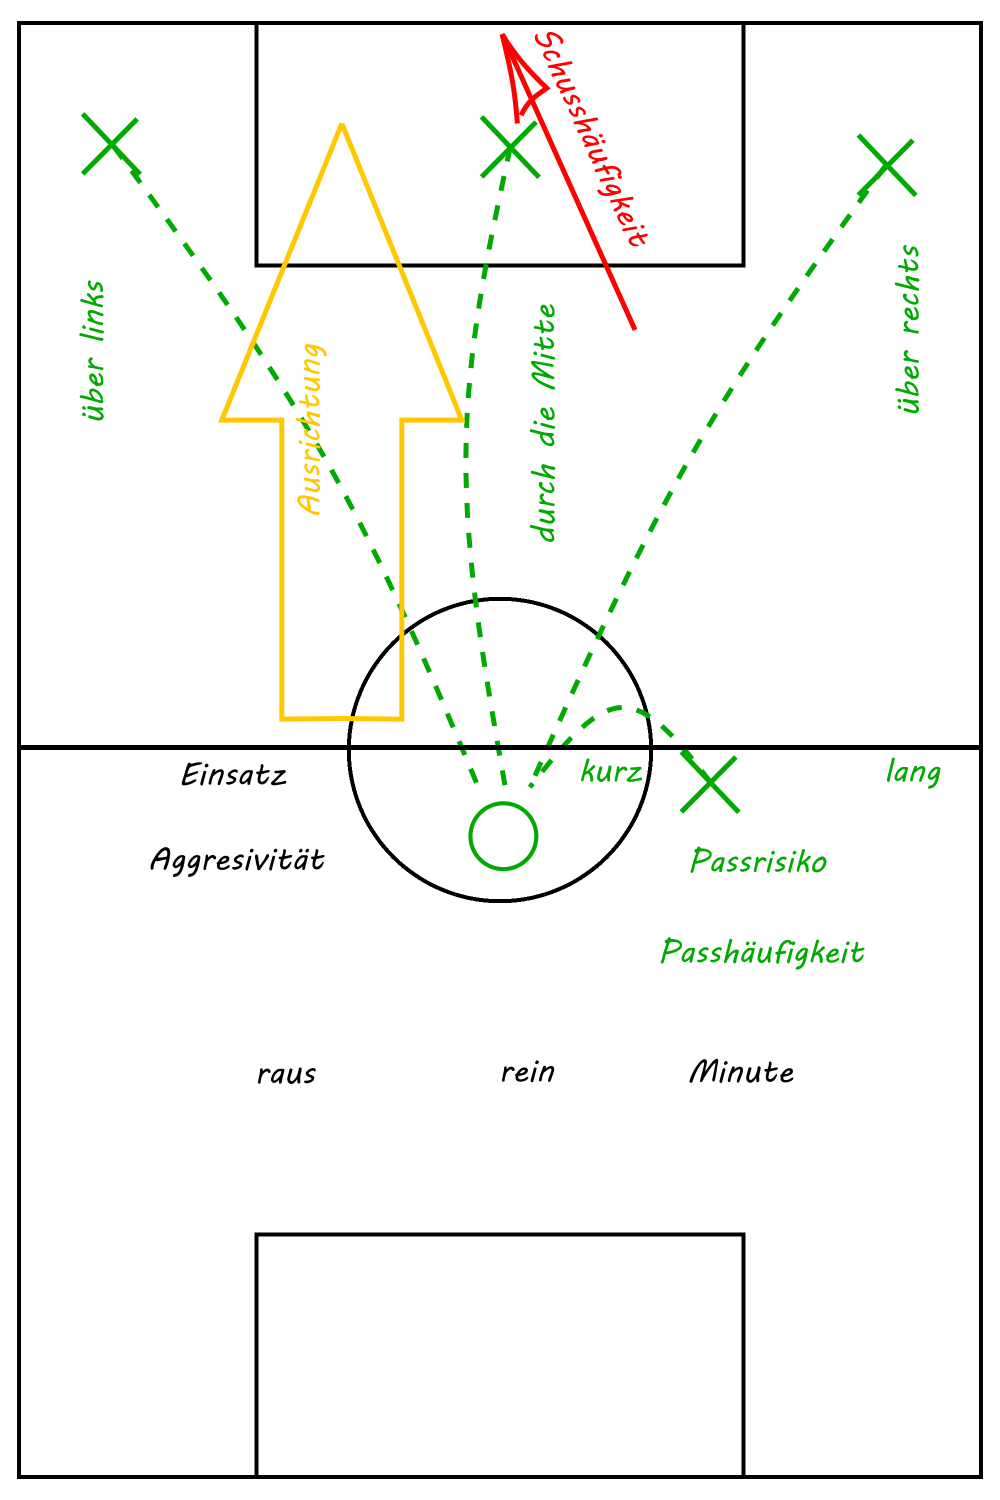 Schusshäufigkeit
über links
Ausrichtung
durch die Mitte
über rechts
Einsatz
kurz
lang
Aggresivität
Passrisiko
Passhäufigkeit
raus
rein
Minute